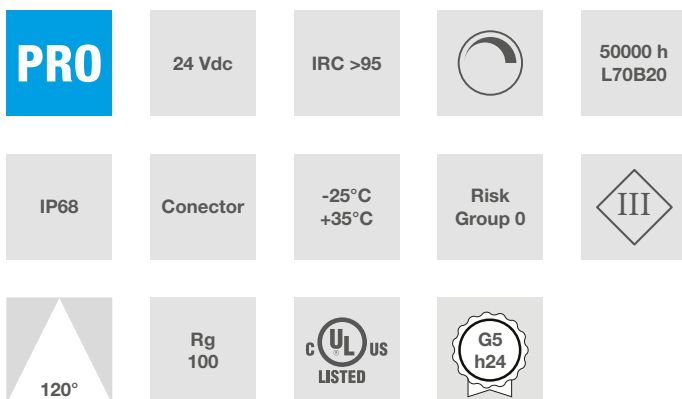 PRO
24 Vdc
IRC >95
50000 h
L70B20
IP68
Conector
-25°C
+35°C
Risk
Group 0
III
120°
Rg
100
C UL US
®
LISTED
G5
h24